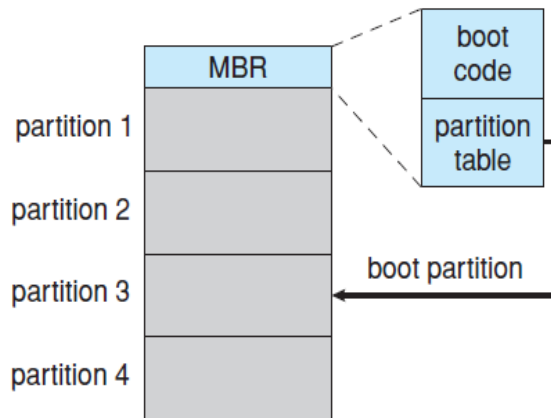 MBR
boot
code
partition
table
partition 1
partition 2
boot partition
partition 3
partition 4